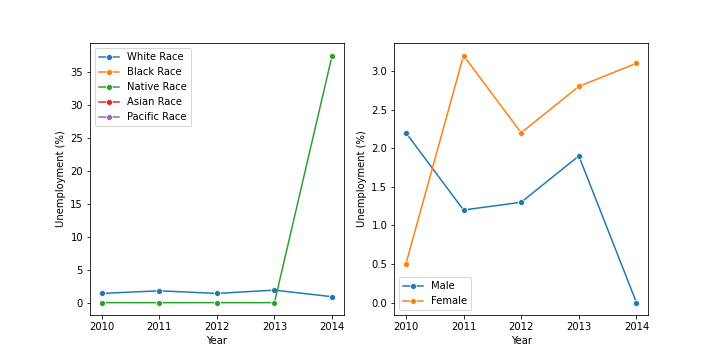 White Race
Black Race
Native Race
Asian Race
Pacific Race
Unemployment (%)
35
30
25
20
15
10
5
0
2010 2011 2012 2013 2014
Year
Unemployment (%)
3.0
2.5
2.0
1.5
1.0
0.5
0.0
Male
Female
2010 2011 2012 2013 2014
Year